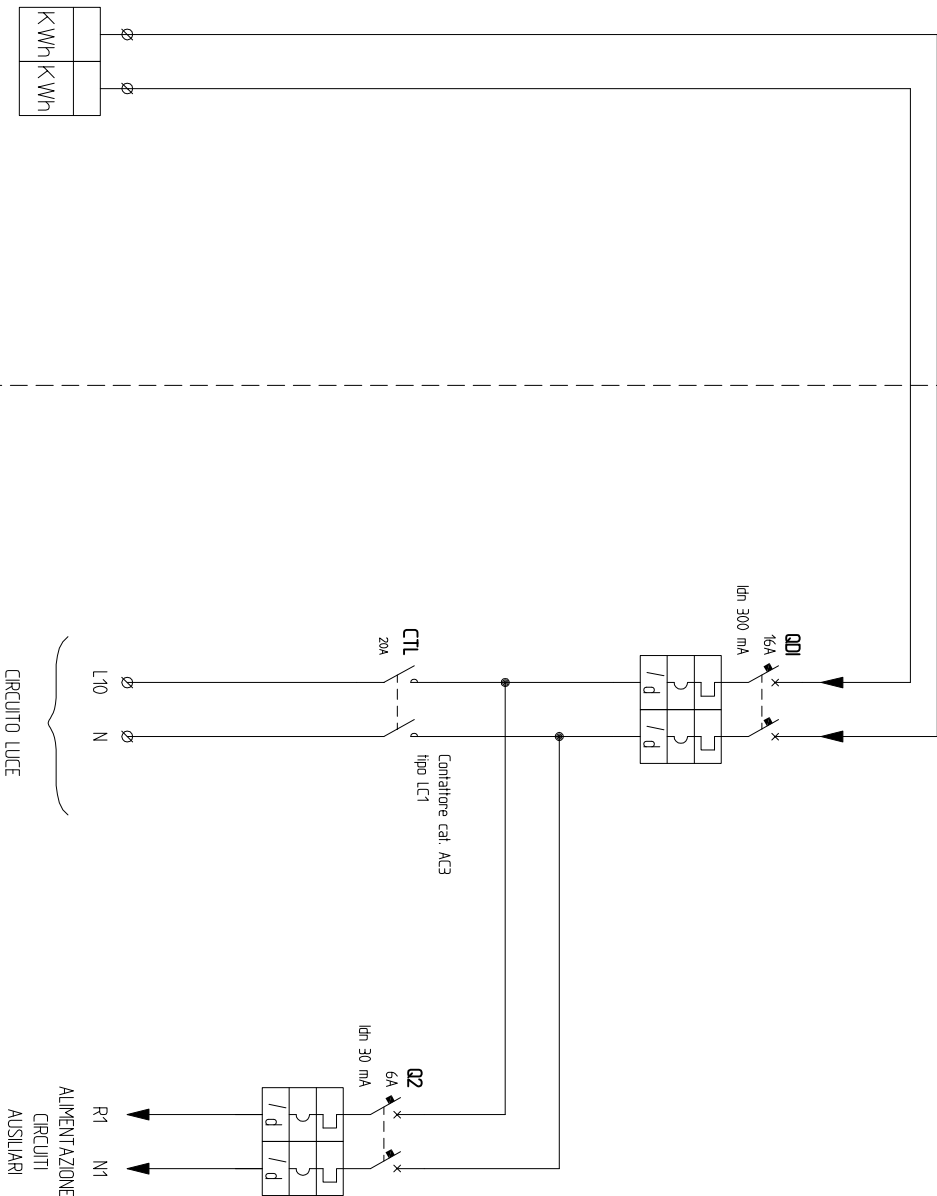 KWh
KWh
QDI
16A
Idn 300 mA
/d
/d
CTL
20A
Contattore cat. AC3
tipo LC1
L10
N
CIRCUITO LUCE
Q2
6A
Idn 30 mA
/d
/d
R1
N1
ALIMENTAZIONE
CIRCUITI
AUSILIARI